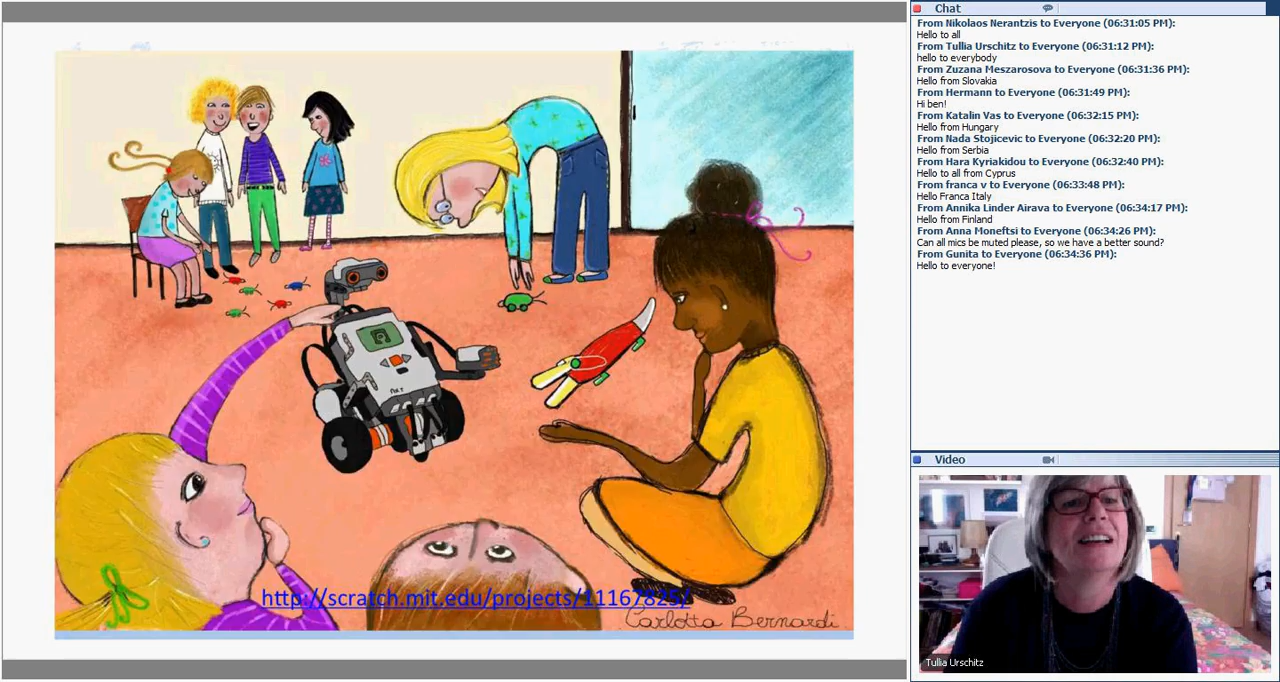 http://scratch.mit.edu/projects/11167825/
Carlotta Bernardi
Chat
From Nikolaos Nerantzis to Everyone (06:31:05 PM):
Hello to all
From Tullia Urschitz to Everyone (06:31:12 PM):
hello to everybody
From Zuzana Meszarosova to Everyone (06:31:36 PM):
Hello from Slovakia
From Hermann to Everyone (06:31:49 PM):
Hi ben!
From Katalin Vas to Everyone (06:32:15 PM):
Hello from Hungary
From Nada Stojicevic to Everyone (06:32:20 PM):
Hello from Serbia
From Hara Kyriakidou to Everyone (06:32:40 PM):
Hello to all from Cyprus
From franca v to Everyone (06:33:48 PM):
Hello Franca Italy
From Annika Linder Airava to Everyone (06:34:17 PM):
Hello from Finland
From Anna Moneftsi to Everyone (06:34:26 PM):
Can all mics be muted please, so we have a better sound?
From Gunita to Everyone (06:34:36 PM):
Hello to everyone!
Video
Tullia Urschitz